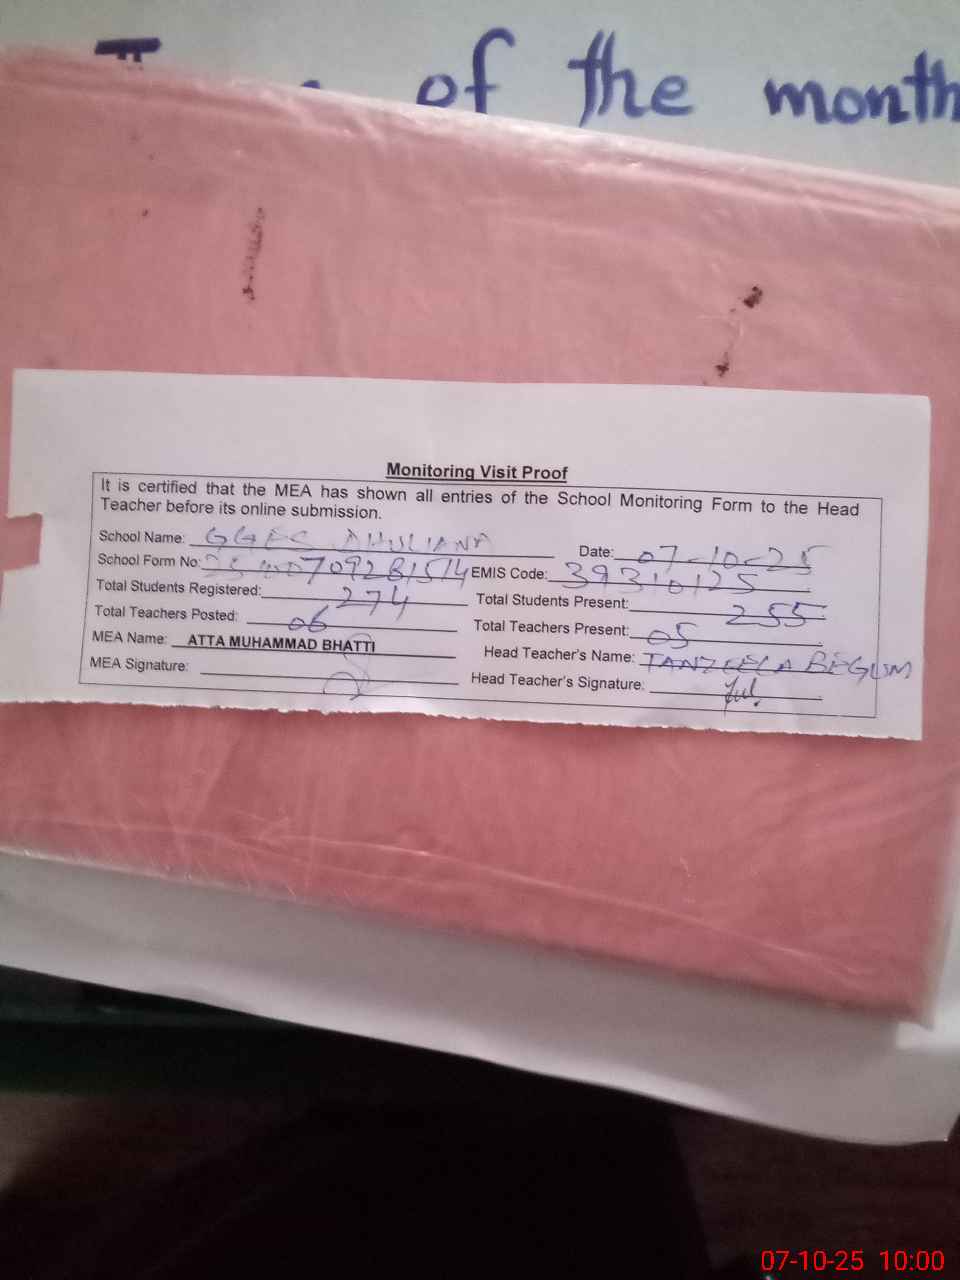 of the month
Monitoring Visit Proof
It is certified that the MEA has shown all entries of the School Monitoring Form to the Head
Teacher before its online submission.
School Name: Date: 07-10-25
School Form No: EMIS Code: 39310125
Total Students Registered: 274 Total Students Present: 255
Total Teachers Posted: 06 Total Teachers Present: 05
MEA Name: ATTA MUHAMMAD BHATTI Head Teacher's Name: TANZEELA BEGUM
MEA Signature: Head Teacher's Signature:
07-10-25 10:00